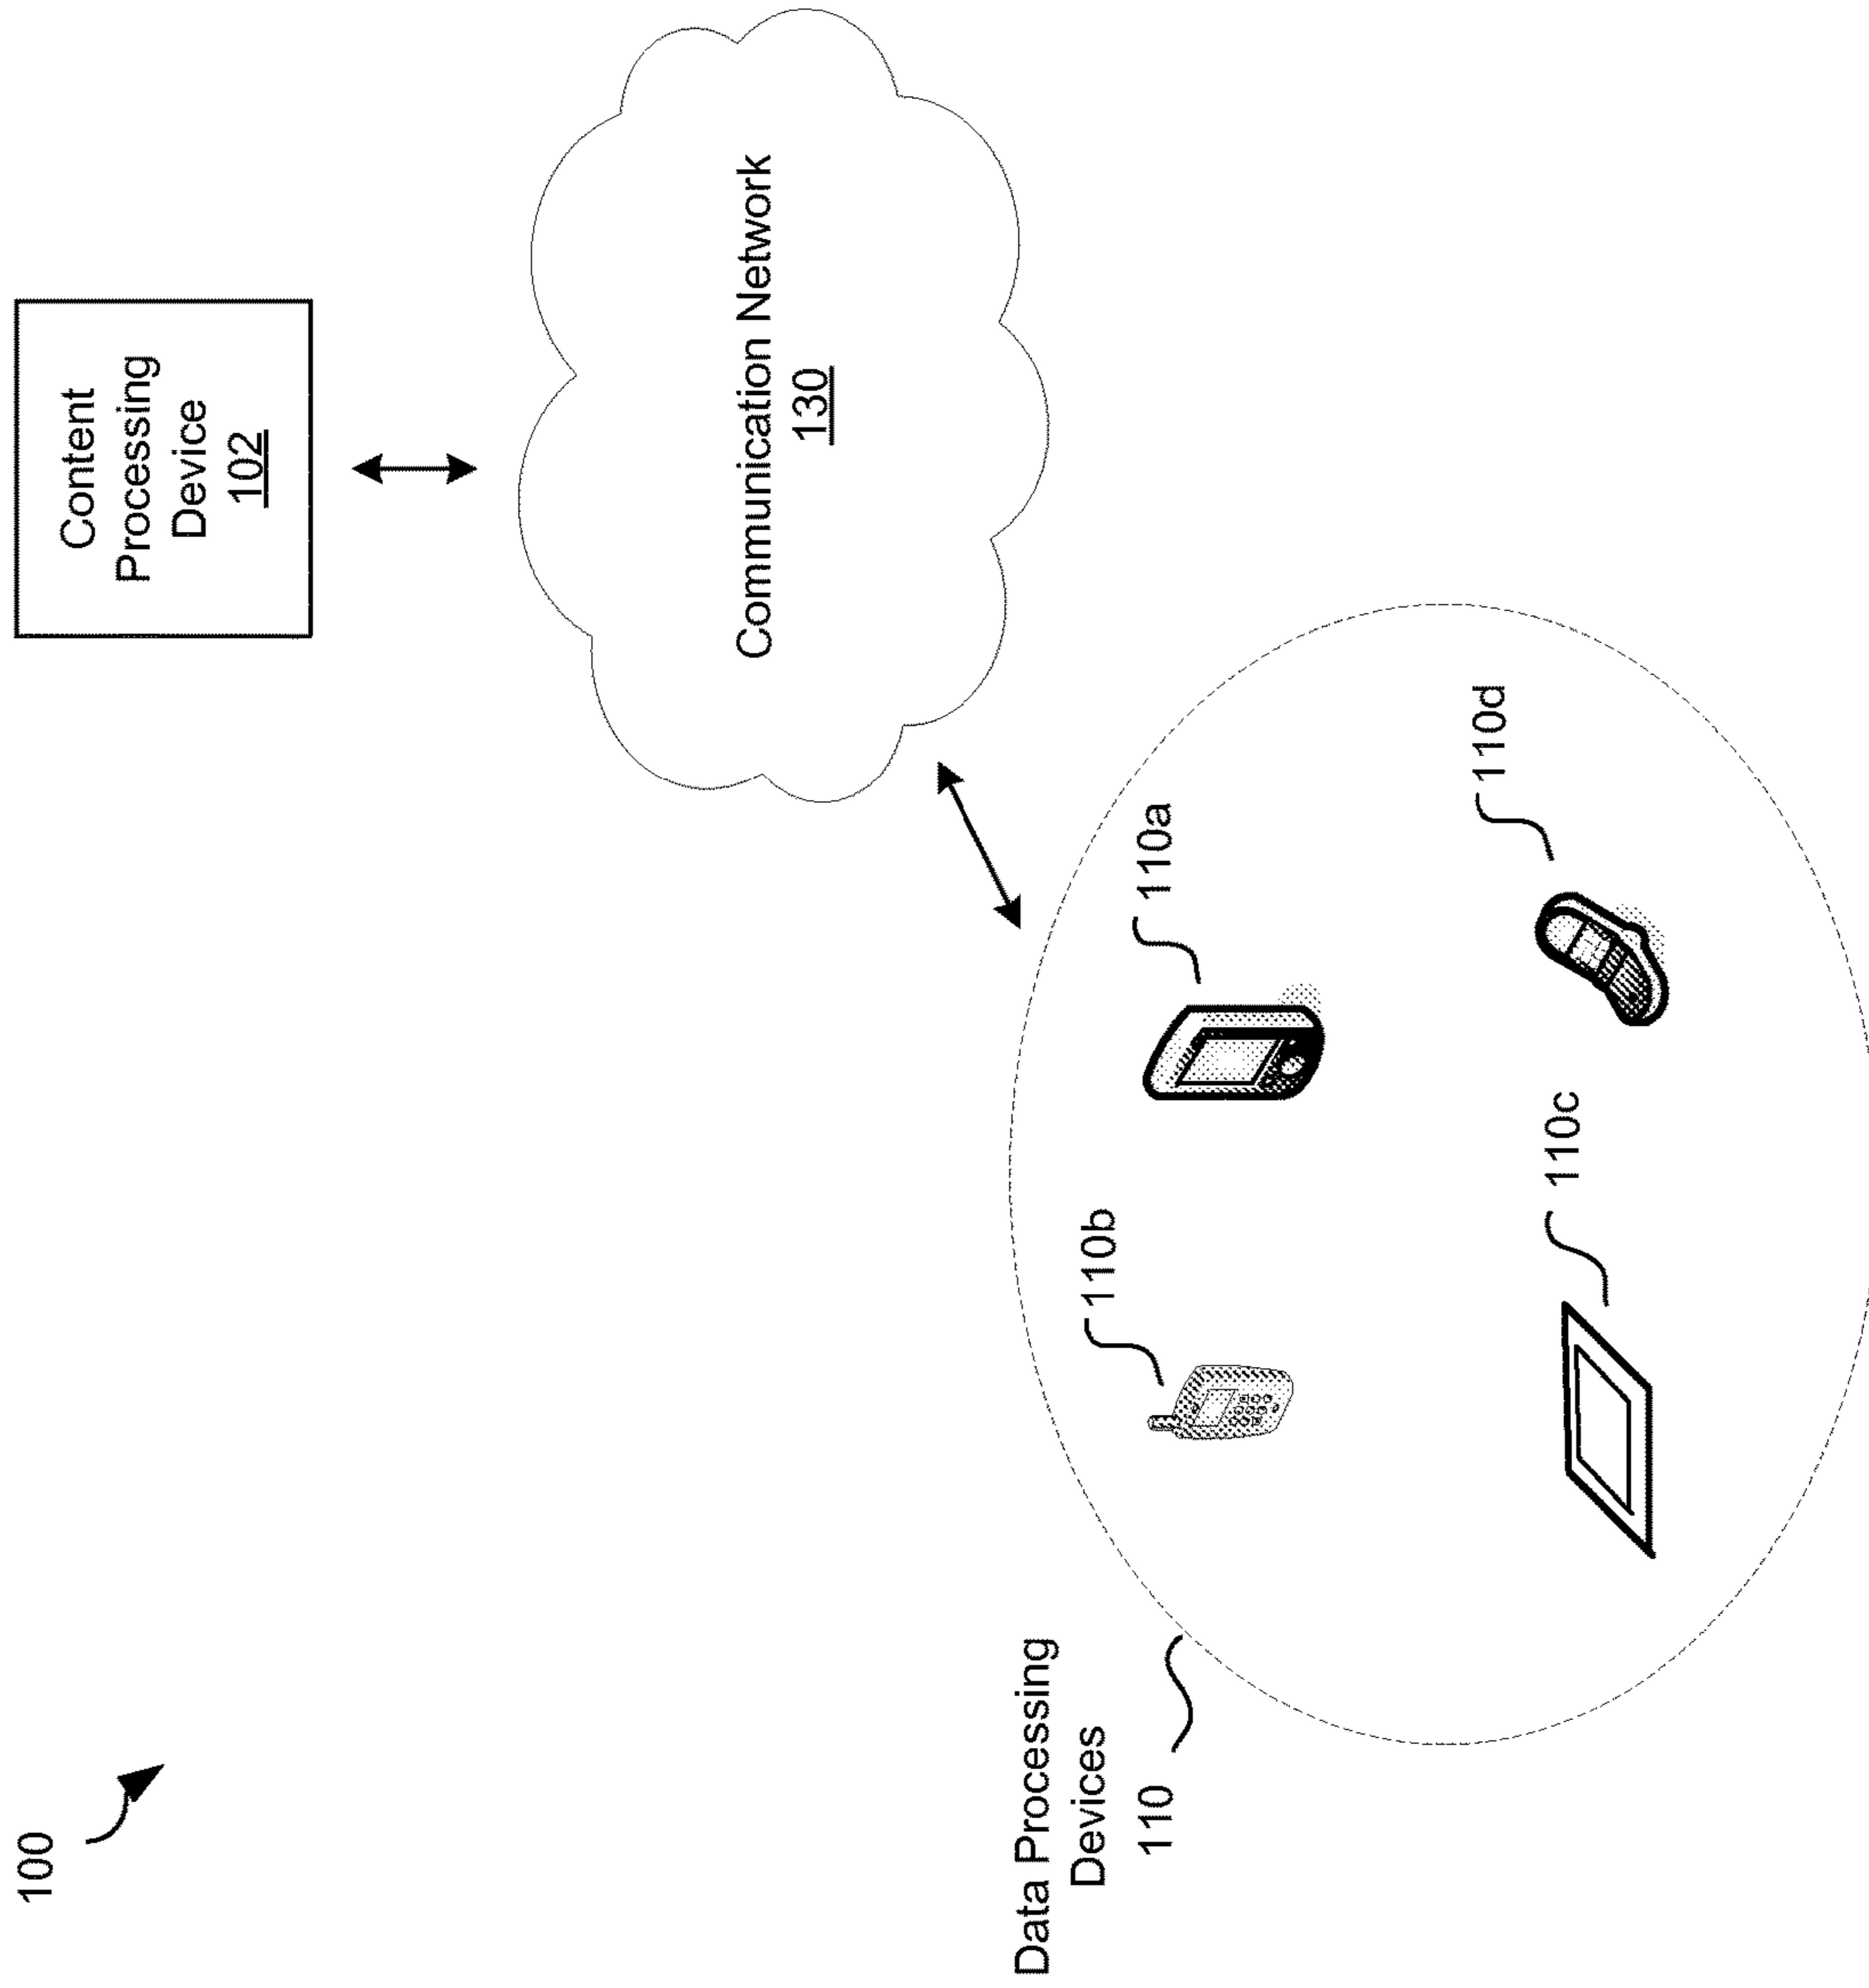 100
Content
Processing
Device
102
Communication Network
130
Data Processing
Devices
110
110b
110a
110c
110d